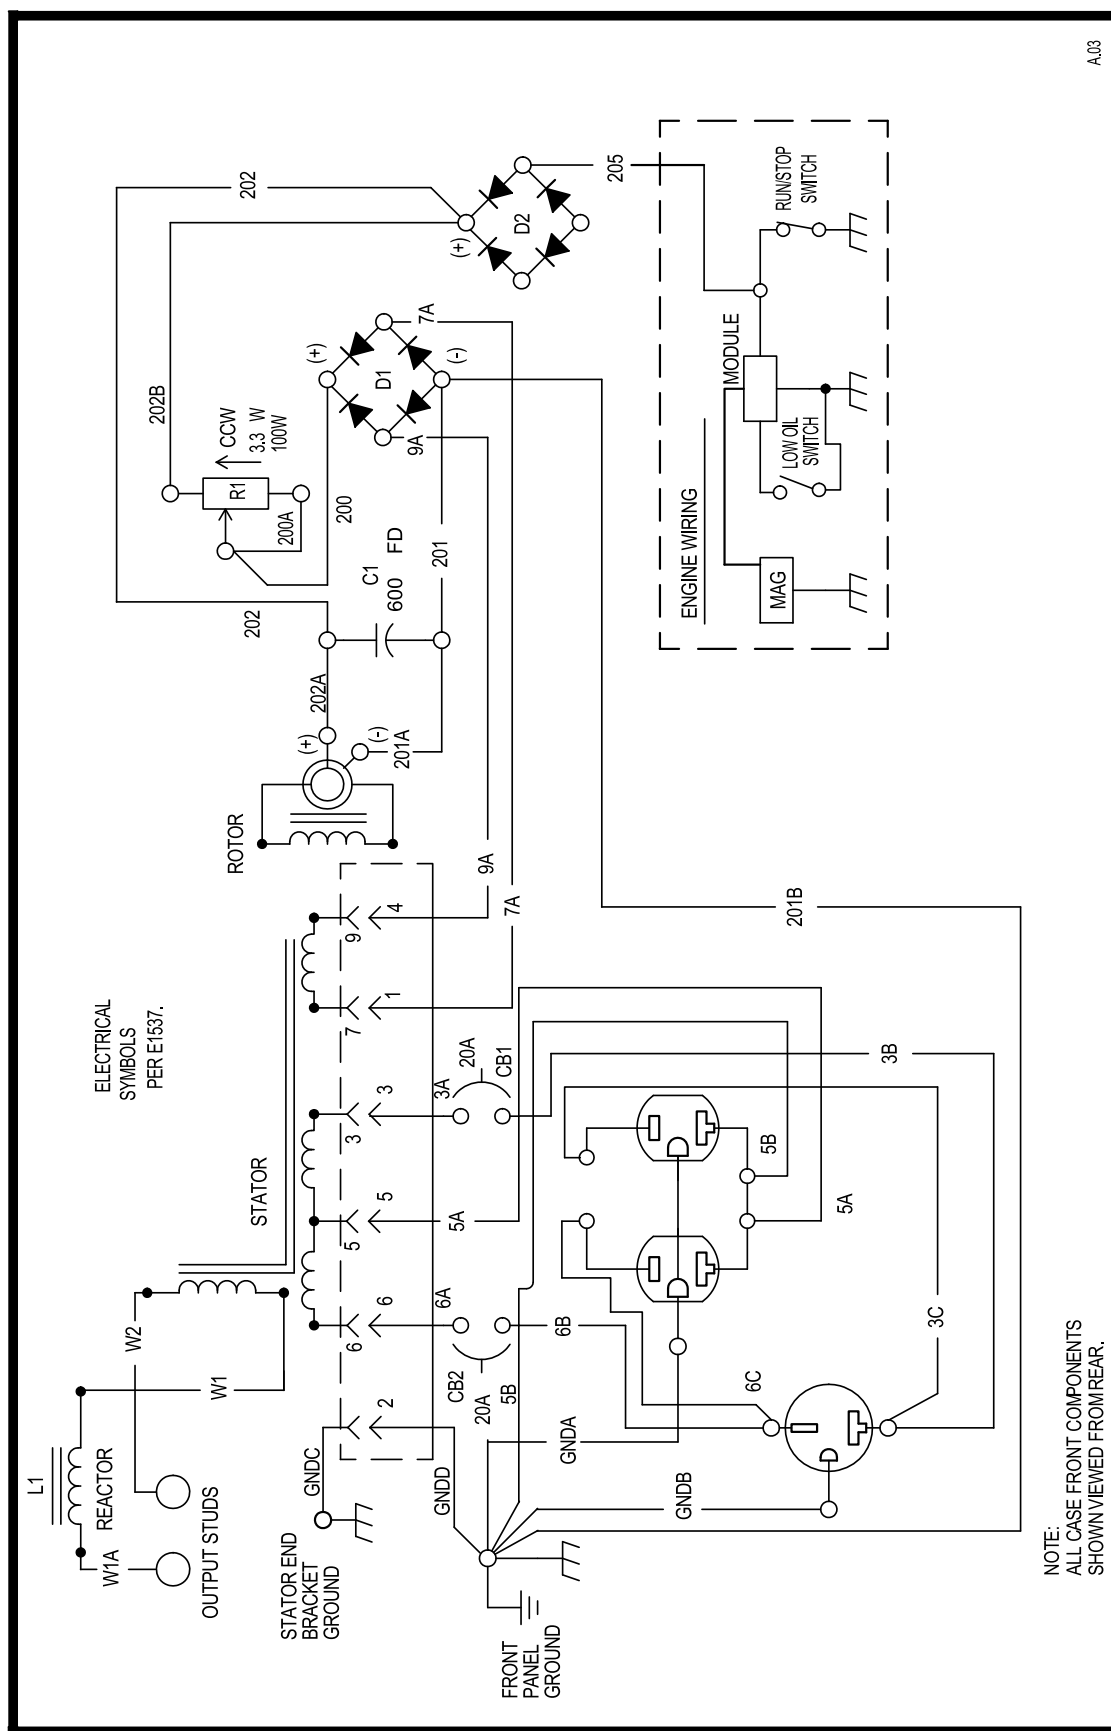 L1
REACTOR
W1A
OUTPUT STUDS
W2
W1
ELECTRICAL
SYMBOLS
PER E1537.
STATOR
ROTOR
STATOR END
BRACKET
GROUND
GNDC
6
5
3
7
9
2
6
5
3
1
4
GNDD
6A
5A
3A
CB2
20A
5B
20A
CB1
6B
7A
9A
FRONT
PANEL
GROUND
GNDA
GNDB
6C
3C
5A
5B
3B
201B
(+)
202A
(-)
201A
202
C1
600 FD
201
200
200A
R1
CCW
3.3 W
100W
202B
202
9A
D1
(+)
(-)
7A
(+)
D2
205
ENGINE WIRING
MAG
MODULE
LOW OIL
SWITCH
RUN/STOP
SWITCH
NOTE:
ALL CASE FRONT COMPONENTS
SHOWN VIEWED FROM REAR.
A.03